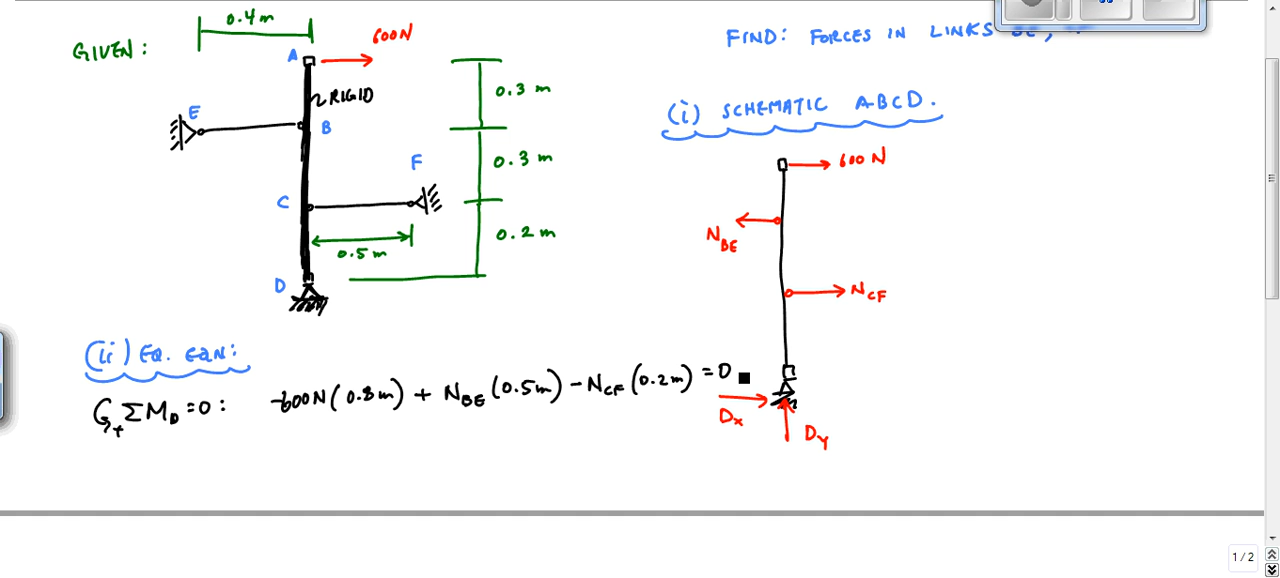 GIVEN:
0.4 m
A
600N
RIGID
E
B
F
C
0.5 m
D
0.3 m
0.3 m
0.2 m
FIND: FORCES IN LINKS
(i) SCHEMATIC ABCD.
600 N
N_BE
N_CF
D_X
D_Y
(ii) EQ. EQN:
↺+ ΣM_D = 0: -600N (0.8m) + N_BE (0.5m) - N_CF (0.2m) = 0
1 / 2